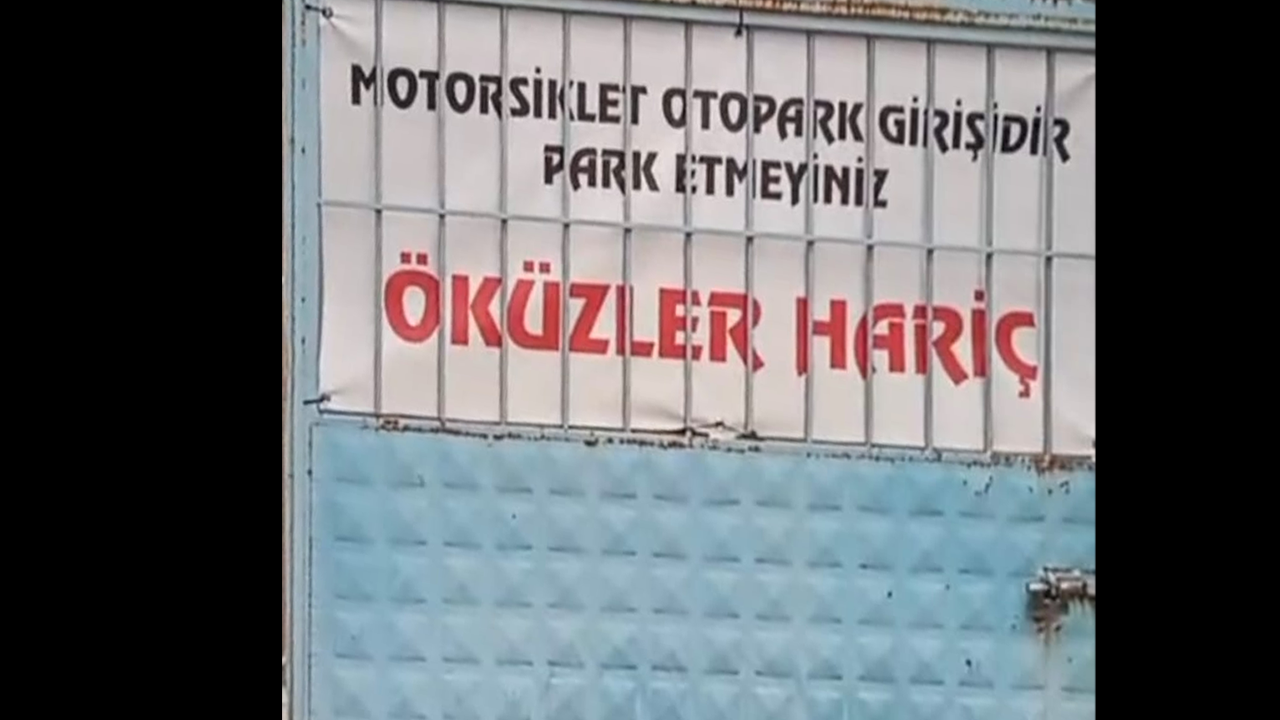 MOTORSİKLET OTOPARK GİRİŞİDİR
PARK ETMEYİNİZ
ÖKÜZLER HARİÇ